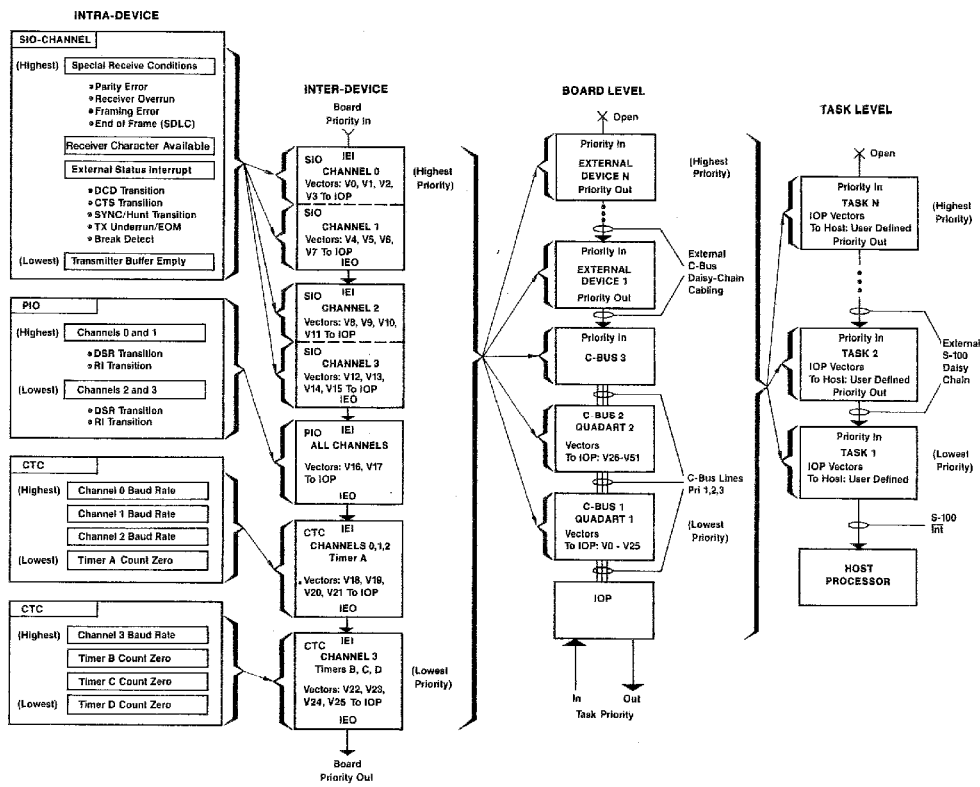 INTRA-DEVICE
SIO-CHANNEL
(Highest) Special Receive Conditions
• Parity Error
• Receiver Overrun
• Framing Error
• End of Frame (SDLC)
Receiver Character Available
External Status Interrupt
• DCD Transition
• CTS Transition
• SYNC/Hunt Transition
• TX Underrun/EOM
• Break Detect
(Lowest) Transmitter Buffer Empty
PIO
(Highest) Channels 0 and 1
• DSR Transition
• RI Transition
(Lowest) Channels 2 and 3
• DSR Transition
• RI Transition
CTC
(Highest) Channel 0 Baud Rate
Channel 1 Baud Rate
Channel 2 Baud Rate
(Lowest) Timer A Count Zero
CTC
(Highest) Channel 3 Baud Rate
Timer B Count Zero
Timer C Count Zero
(Lowest) Timer D Count Zero
INTER-DEVICE
Board
Priority In
IEI
SIO
CHANNEL 0
Vectors: V0, V1, V2,
V3 To IOP
(Highest
Priority)
SIO
CHANNEL 1
Vectors: V4, V5, V6,
V7 To IOP
IEO
IEI
SIO
CHANNEL 2
Vectors: V8, V9, V10,
V11 To IOP
SIO
CHANNEL 3
Vectors: V12, V13,
V14, V15 To IOP
IEO
IEI
PIO
ALL CHANNELS
Vectors: V16, V17
To IOP
IEO
IEI
CTC
CHANNELS 0,1,2
Timer A
Vectors: V18, V19,
V20, V21 To IOP
IEO
IEI
CTC
CHANNEL 3
Timers B, C, D
Vectors: V22, V23,
V24, V25 To IOP
IEO
(Lowest
Priority)
Board
Priority Out
BOARD LEVEL
Open
Priority In
EXTERNAL
DEVICE N
Priority Out
(Highest
Priority)
Priority In
EXTERNAL
DEVICE 1
Priority Out
External
C-Bus
Daisy-Chain
Cabling
Priority In
C-BUS 3
C-BUS 2
QUADART 2
Vectors
To IOP: V26-V51
C-Bus Lines
Pri 1,2,3
C-BUS 1
QUADART 1
Vectors
To IOP: V0 - V25
(Lowest
Priority)
IOP
In
Out
Task Priority
TASK LEVEL
Open
Priority In
TASK N
IOP Vectors
To Host: User Defined
Priority Out
(Highest
Priority)
Priority In
TASK 2
IOP Vectors
To Host: User Defined
Priority Out
External
S-100
Daisy
Chain
Priority In
TASK 1
IOP Vectors
To Host: User Defined
(Lowest
Priority)
S-100
Int
HOST
PROCESSOR